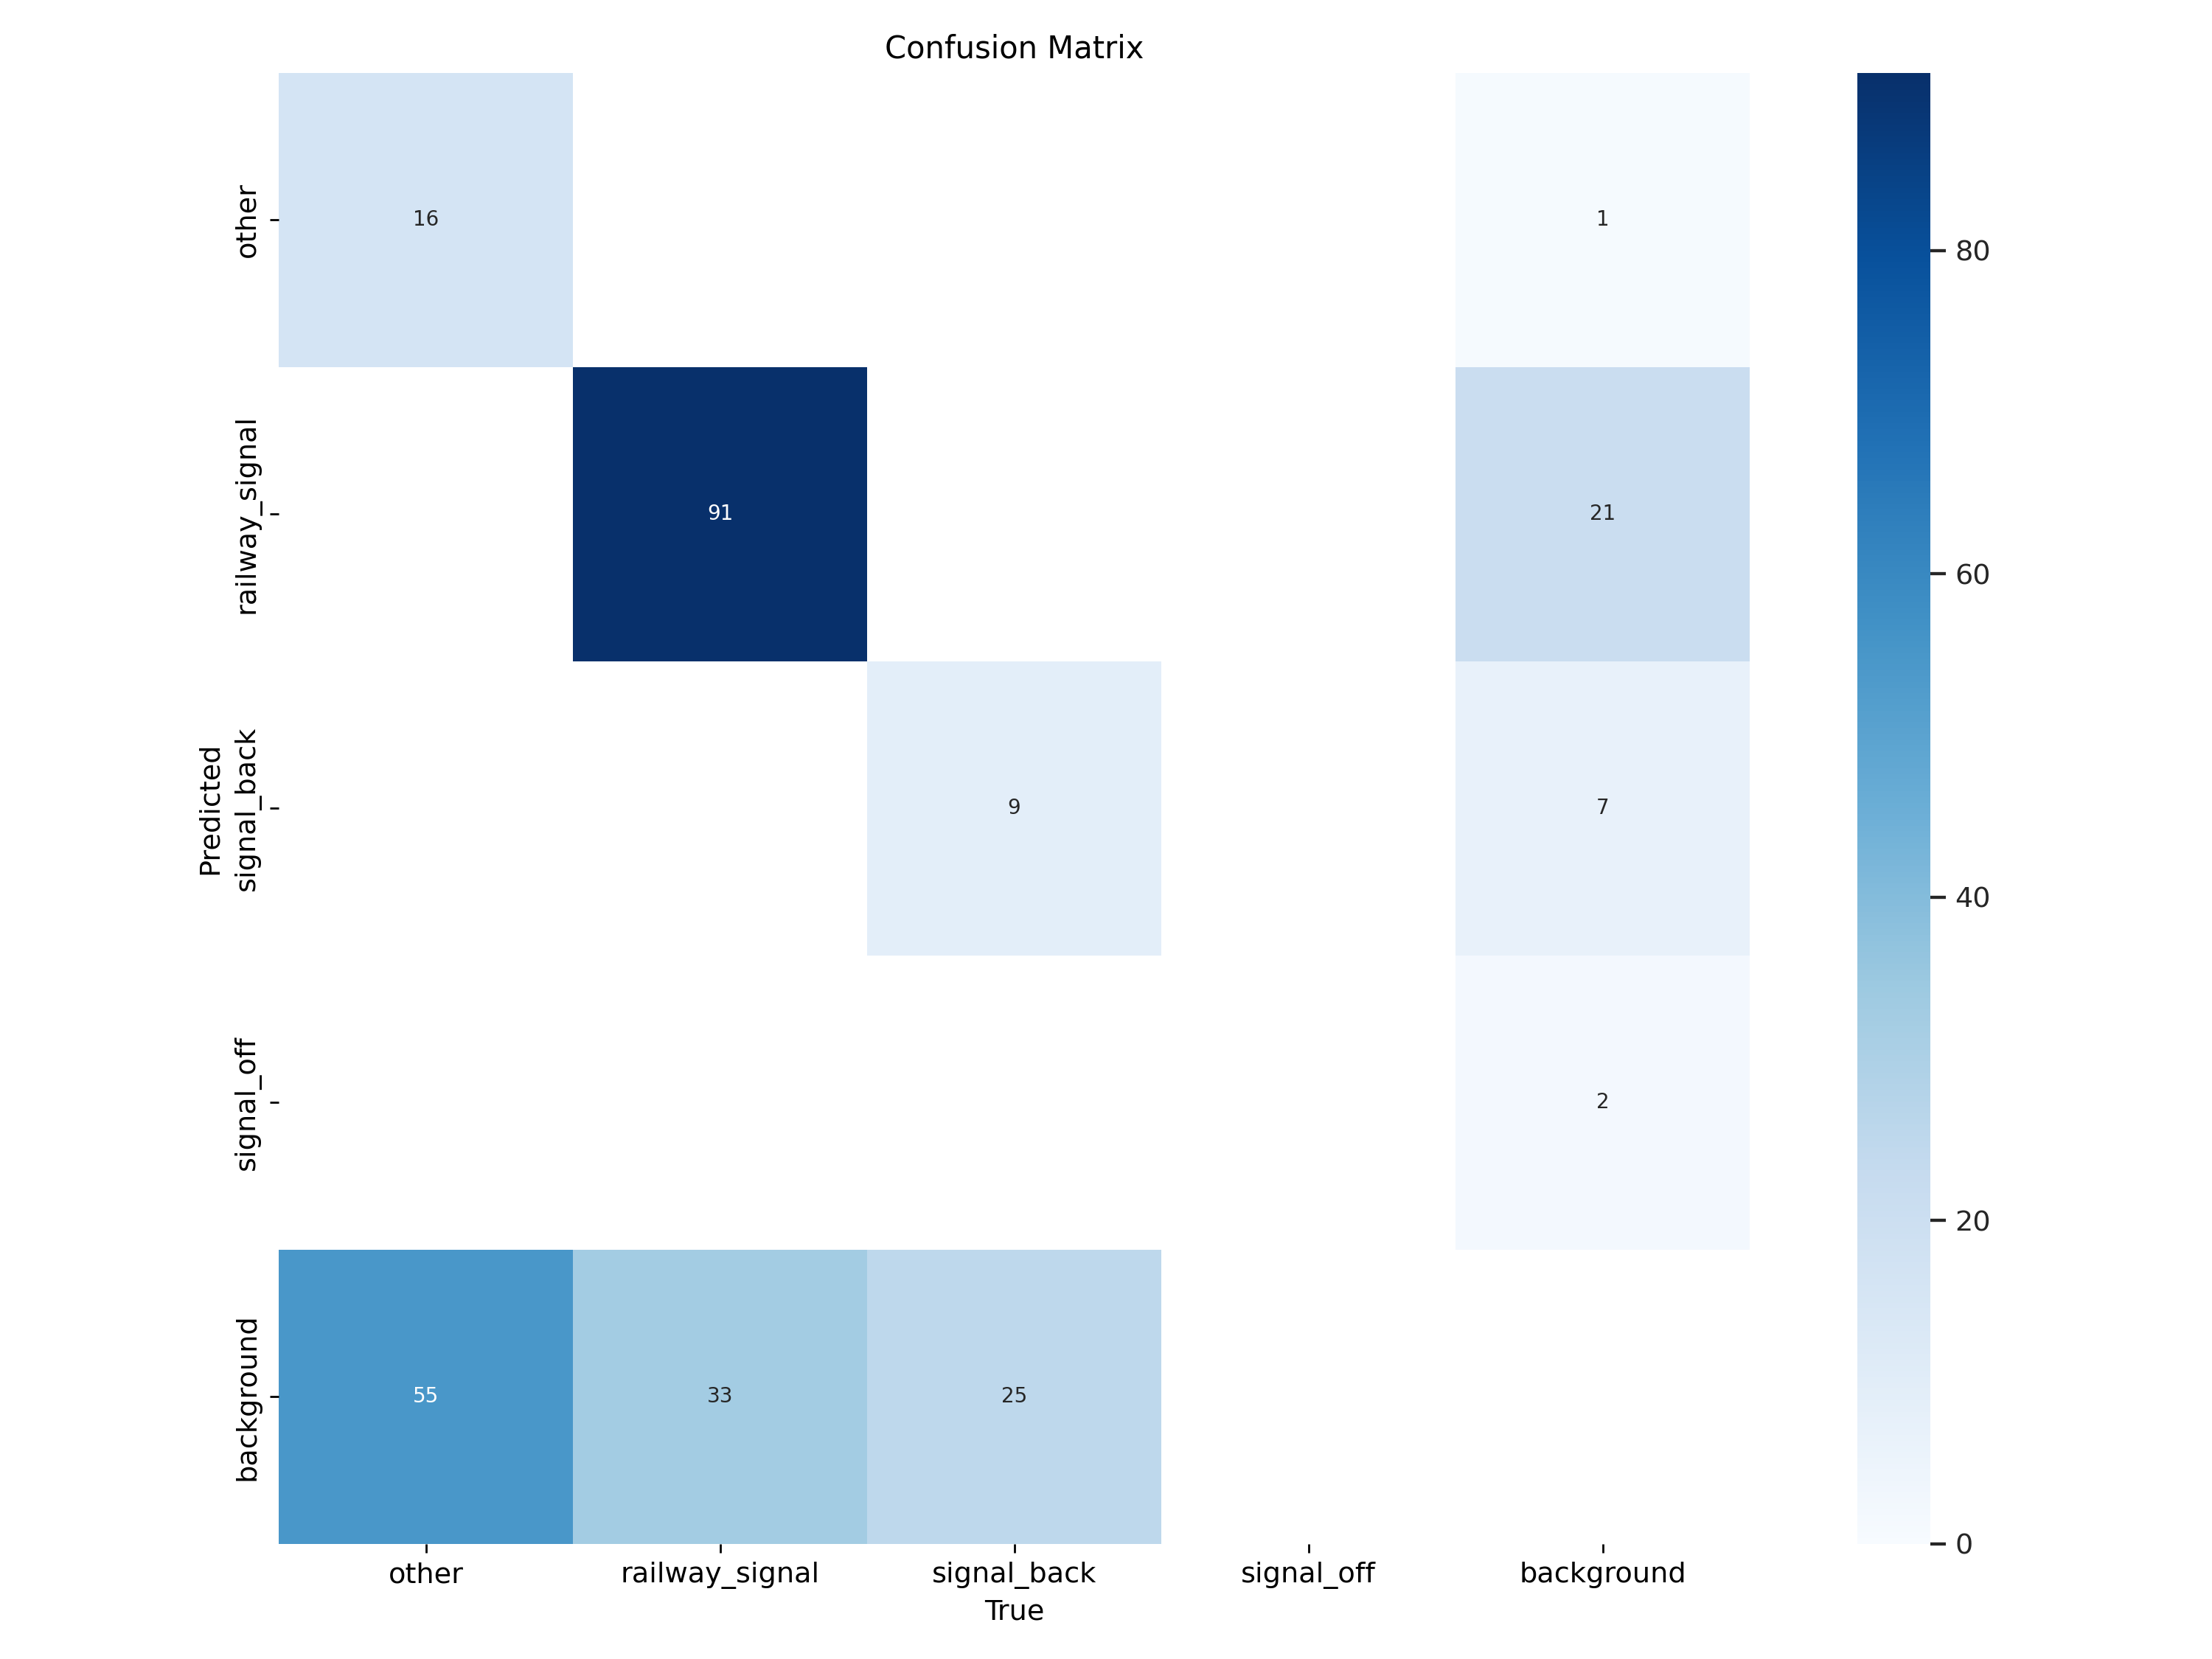 Confusion Matrix
other
16
1
80
railway_signal
91
21
60
Predicted
signal_back
9
7
40
signal_off
2
20
background
55
33
25
0
other
railway_signal
signal_back
signal_off
background
True